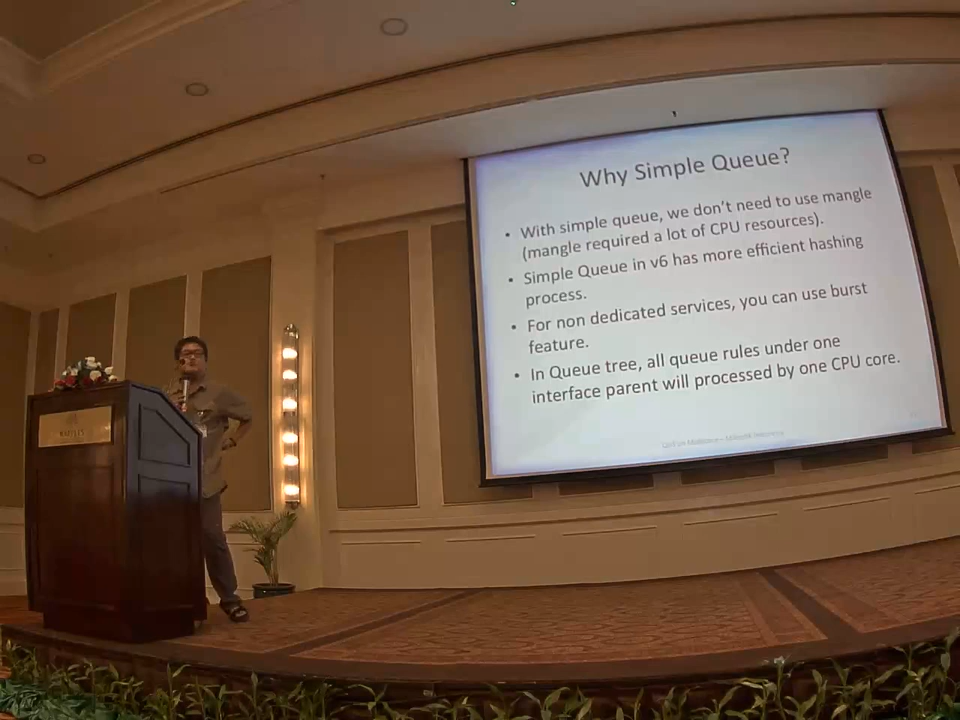 Why Simple Queue?
• With simple queue, we don't need to use mangle
(mangle required a lot of CPU resources).
• Simple Queue in v6 has more efficient hashing
process.
• For non dedicated services, you can use burst
feature.
• In Queue tree, all queue rules under one
interface parent will processed by one CPU core.